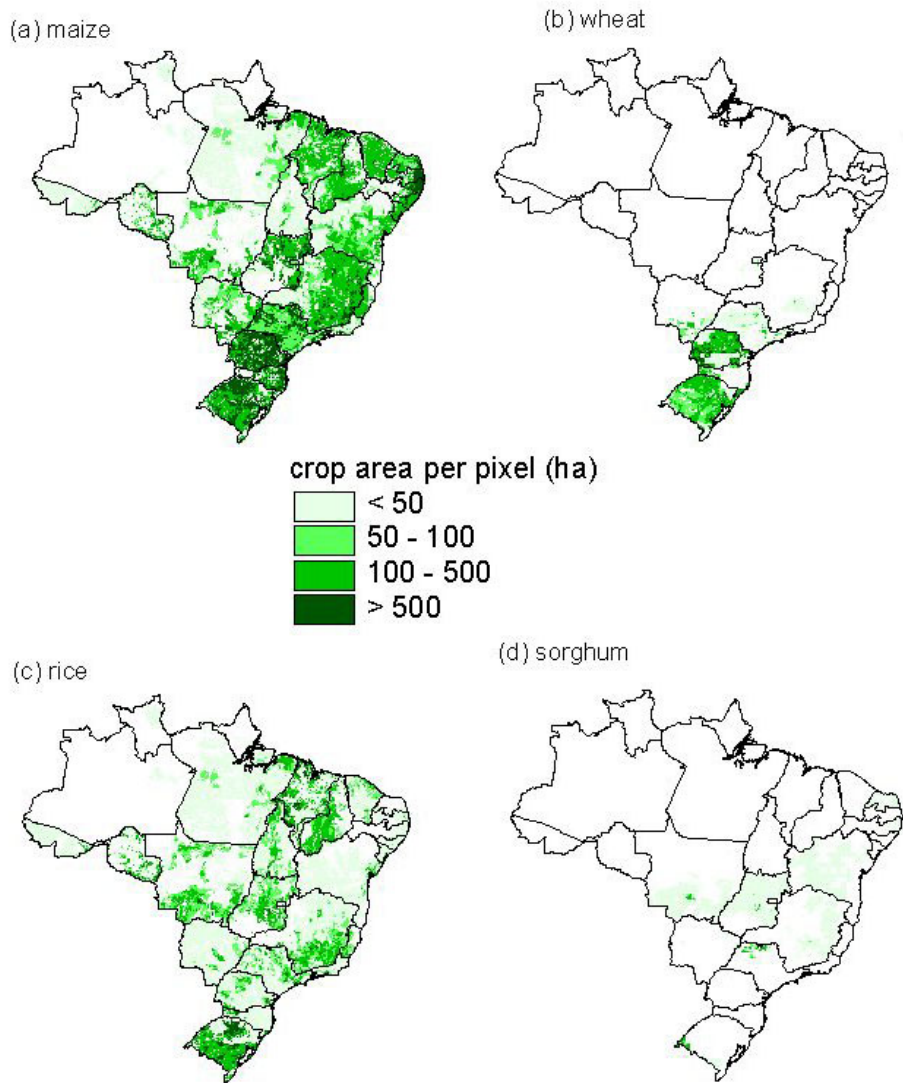 (a) maize
(b) wheat
crop area per pixel (ha)
< 50
50 - 100
100 - 500
> 500
(c) rice
(d) sorghum